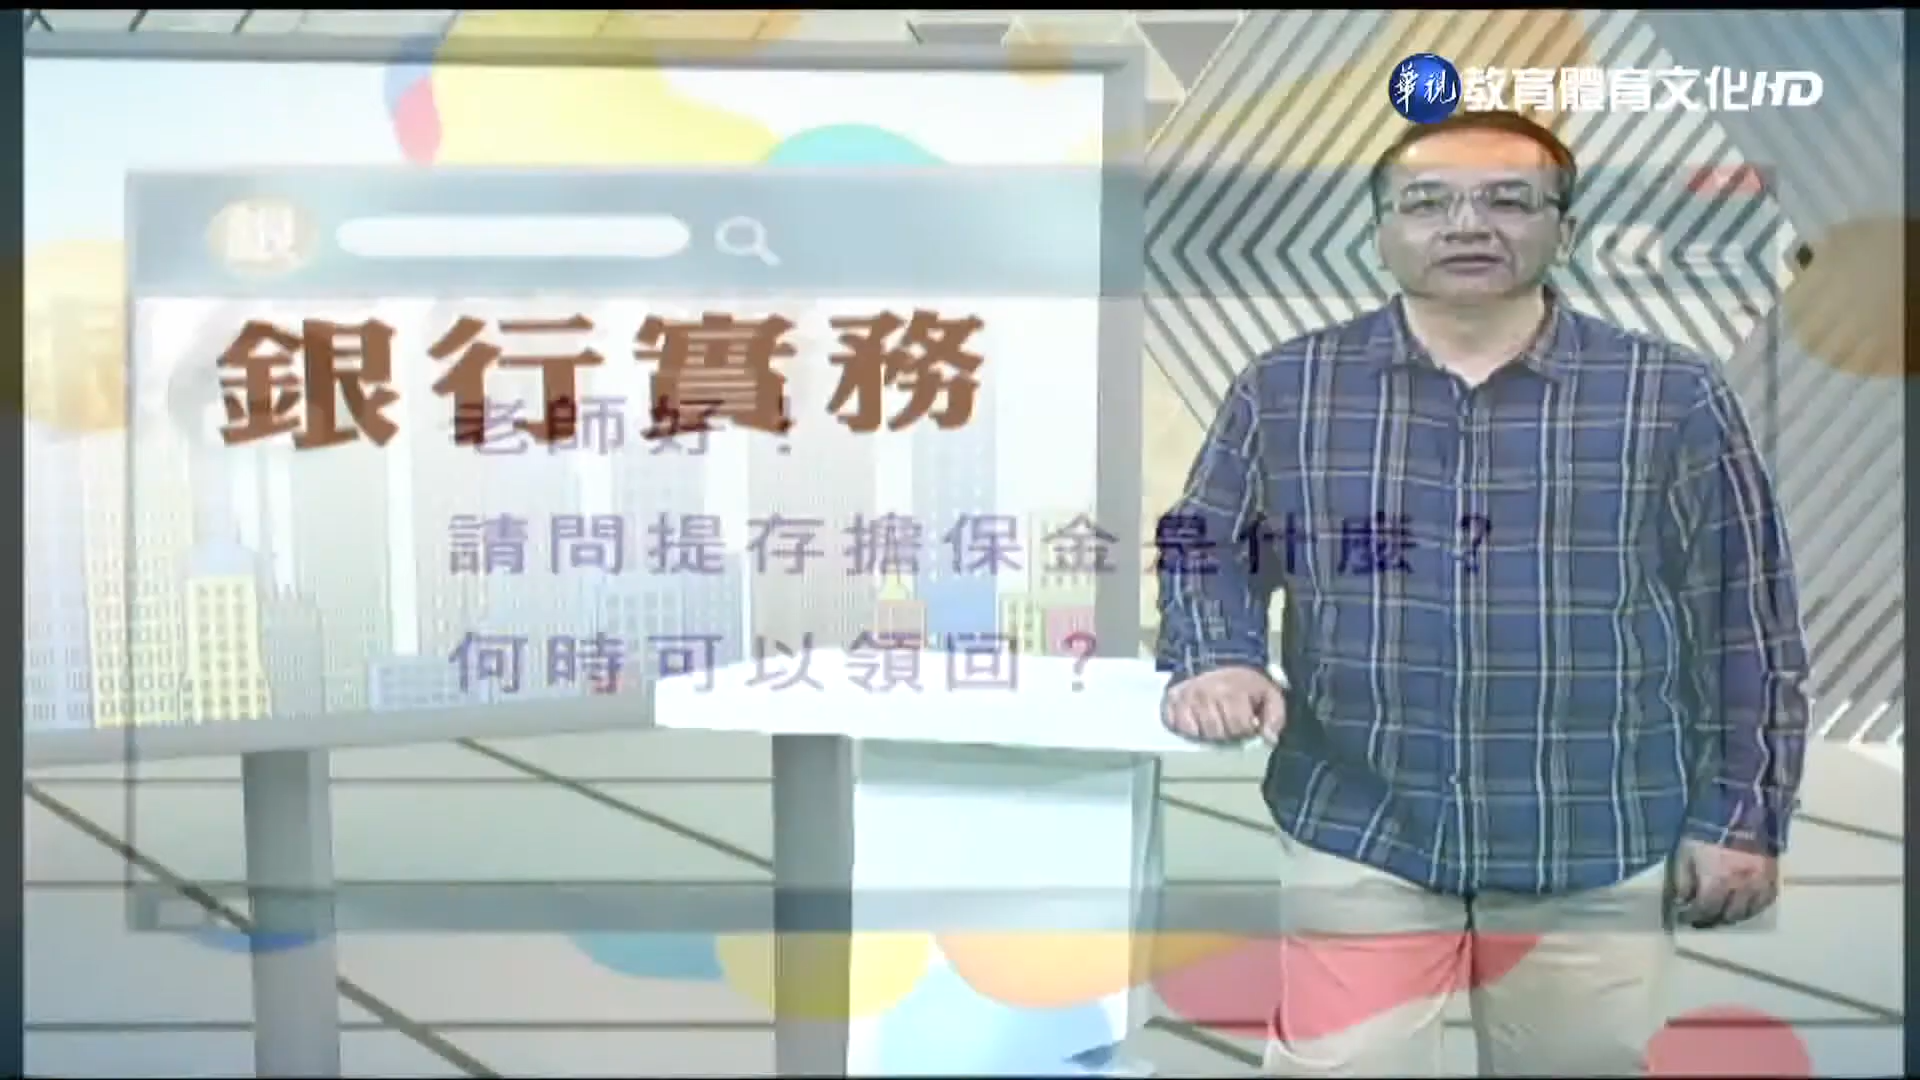 華視 教育體育文化HD
銀
銀行實務
老師好！
請問提存擔保金是什麼？
何時可以領回？